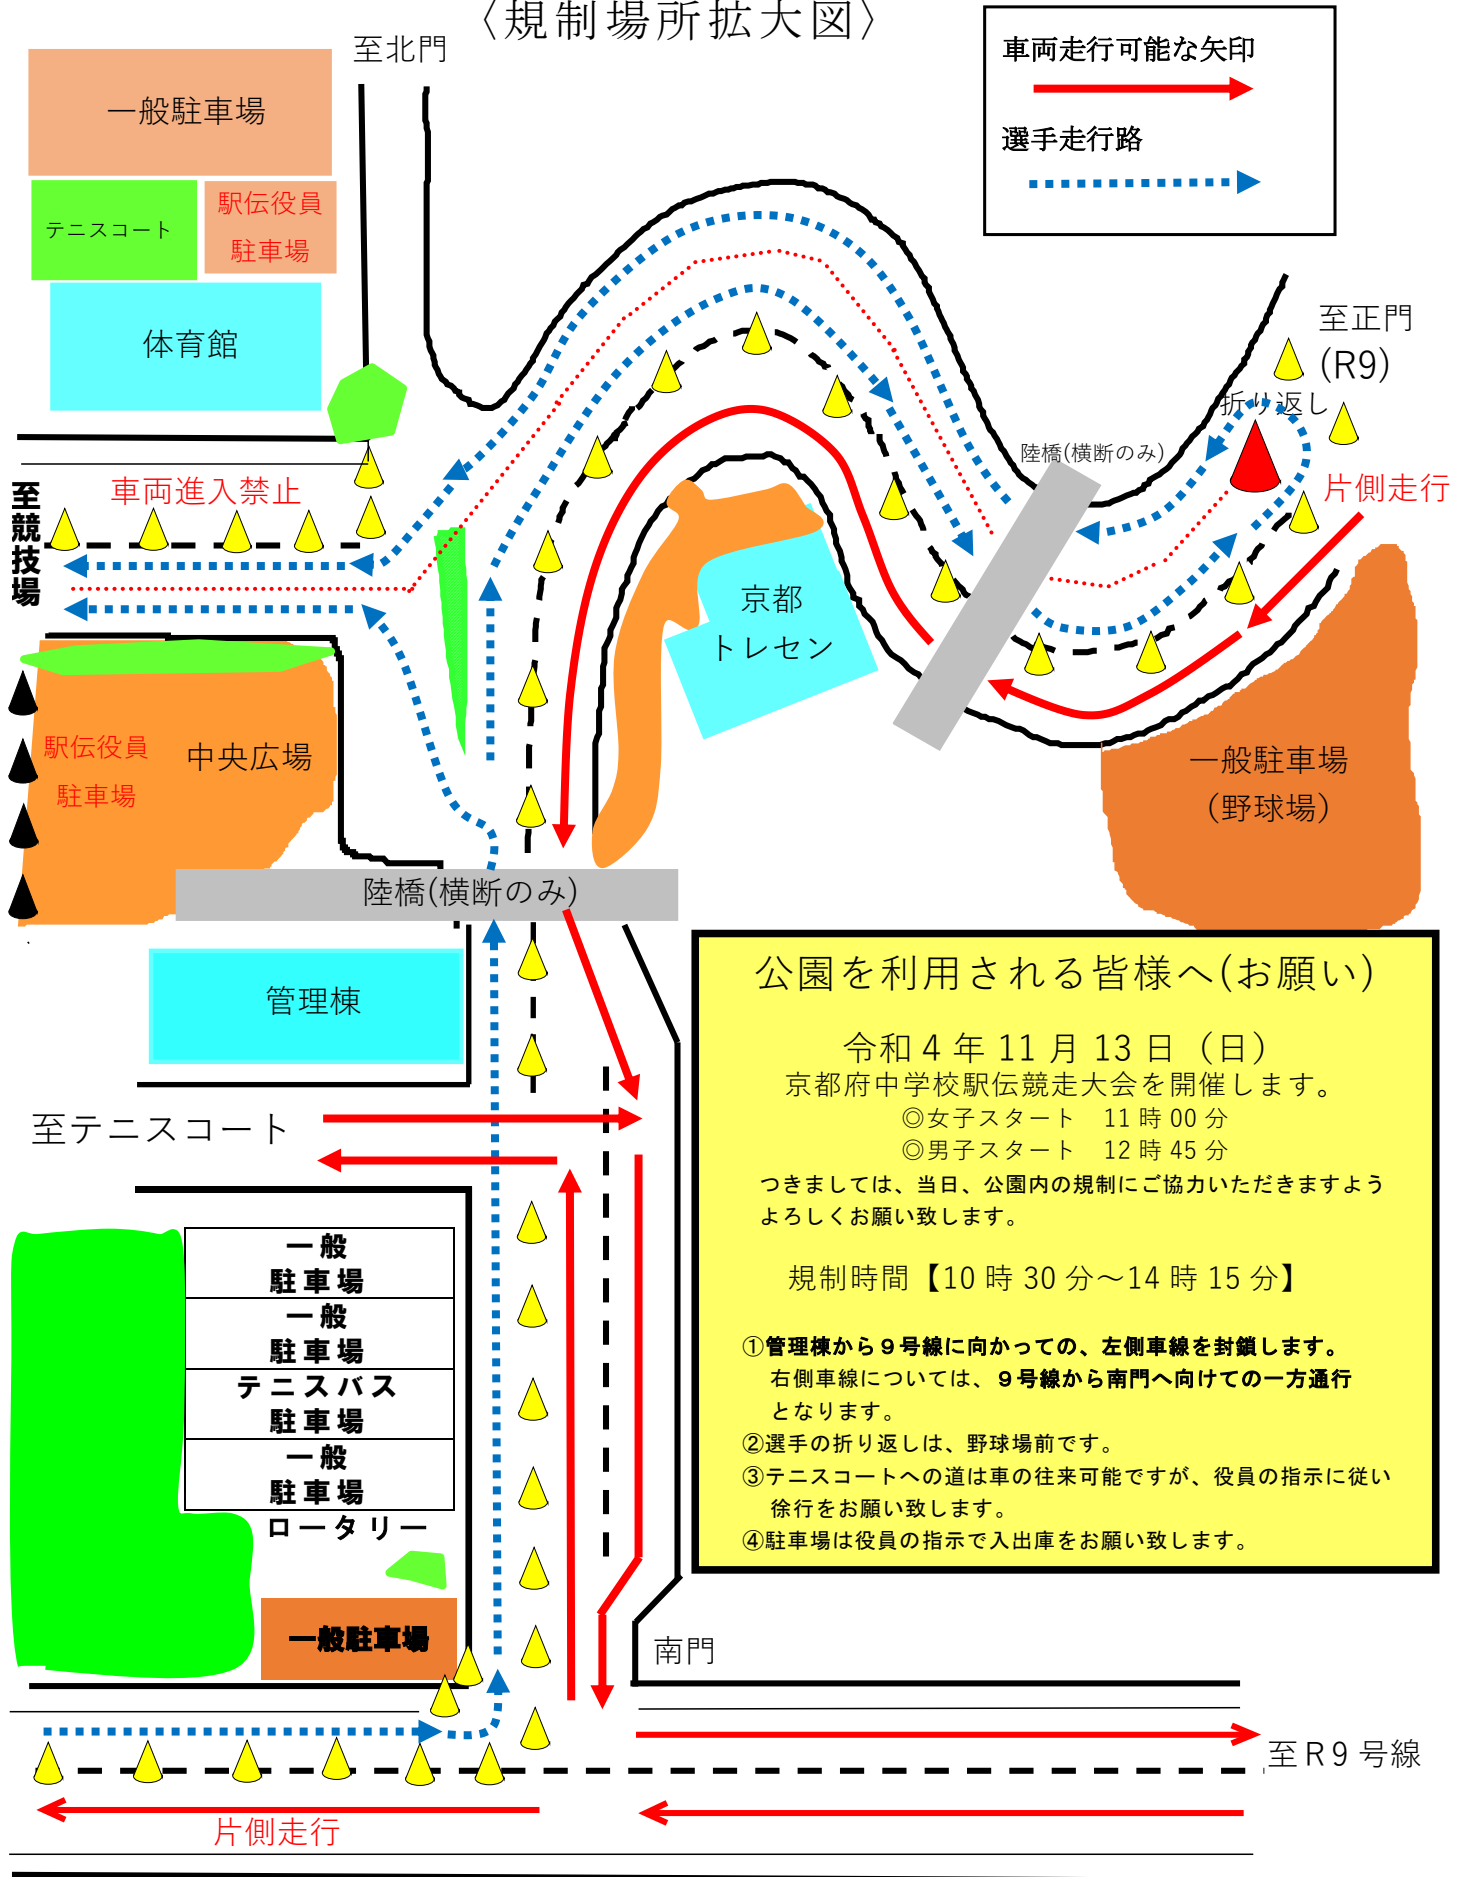 〈規制場所拡大図〉
至北門
車両走行可能な矢印
選手走行路
一般駐車場
テニスコート
駅伝役員
駐車場
体育館
至正門
(R9)
折り返し
陸橋(横断のみ)
片側走行
車両進入禁止
至競技場
京都
トレセン
駅伝役員
駐車場
中央広場
一般駐車場
(野球場)
陸橋(横断のみ)
管理棟
至テニスコート
公園を利用される皆様へ(お願い)
令和 4 年 11 月 13 日（日）
京都府中学校駅伝競走大会を開催します。
◎女子スタート　11 時 00 分
◎男子スタート　12 時 45 分
つきましては、当日、公園内の規制にご協力いただきますよう
よろしくお願い致します。
規制時間【10 時 30 分～14 時 15 分】
①管理棟から９号線に向かっての、左側車線を封鎖します。
右側車線については、９号線から南門へ向けての一方通行
となります。
②選手の折り返しは、野球場前です。
③テニスコートへの道は車の往来可能ですが、役員の指示に従い
徐行をお願い致します。
④駐車場は役員の指示で入出庫をお願い致します。
一般
駐車場
一般
駐車場
テニスバス
駐車場
一般
駐車場
ロータリー
一般駐車場
南門
至Ｒ9 号線
片側走行